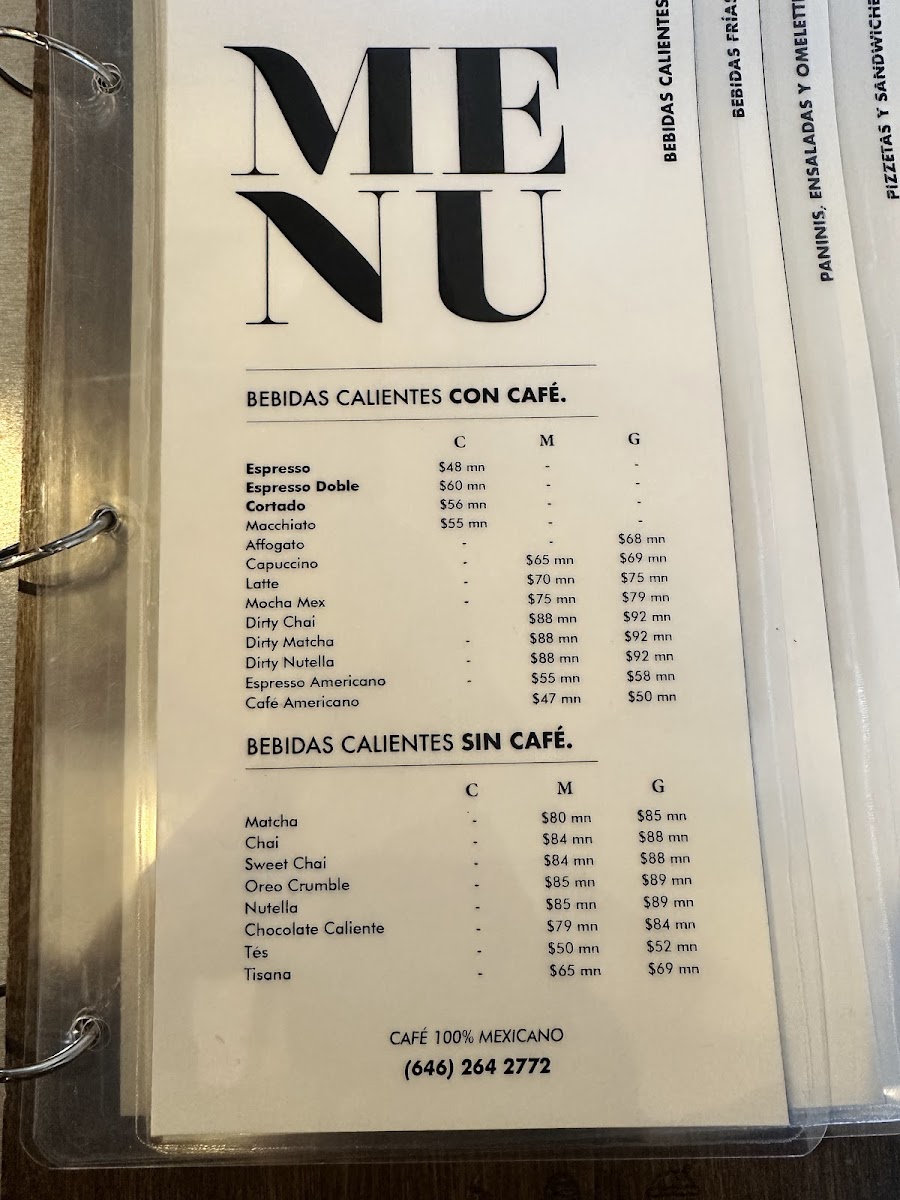 ME
NU
BEBIDAS CALIENTES CON CAFÉ.
C M G
Espresso $48 mn - -
Espresso Doble $60 mn - -
Cortado $56 mn - -
Macchiato $55 mn - -
Affogato - - $68 mn
Capuccino - $65 mn $69 mn
Latte - $70 mn $75 mn
Mocha Mex - $75 mn $79 mn
Dirty Chai $88 mn $92 mn
Dirty Matcha - $88 mn $92 mn
Dirty Nutella - $88 mn $92 mn
Espresso Americano - $55 mn $58 mn
Café Americano $47 mn $50 mn
BEBIDAS CALIENTES SIN CAFÉ.
C M G
Matcha - $80 mn $85 mn
Chai - $84 mn $88 mn
Sweet Chai - $84 mn $88 mn
Oreo Crumble - $85 mn $89 mn
Nutella - $85 mn $89 mn
Chocolate Caliente - $79 mn $84 mn
Tés - $50 mn $52 mn
Tisana - $65 mn $69 mn
CAFÉ 100% MEXICANO
(646) 264 2772
BEBIDAS CALIENTES
BEBIDAS FRÍAS
PANINIS, ENSALADAS Y
PIZZETAS Y